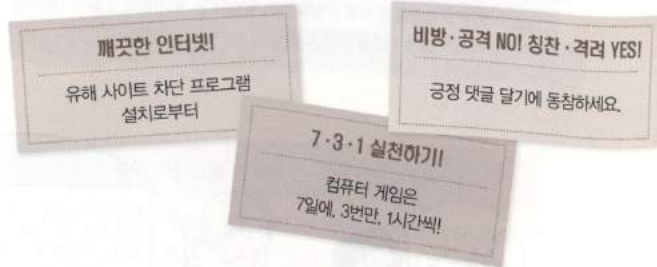 깨끗한 인터넷!
유해 사이트 차단 프로그램
설치로부터
비방·공격 NO! 칭찬·격려 YES!
긍정 댓글 달기에 동참하세요.
7·3·1 실천하기!
컴퓨터 게임은
7일에, 3번만, 1시간씩!